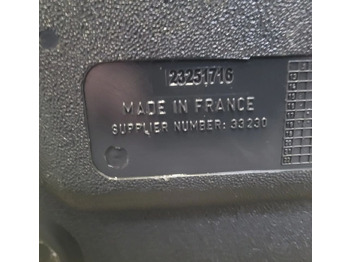 23251716
MADE IN FRANCE
SUPPLIER NUMBER: 33230